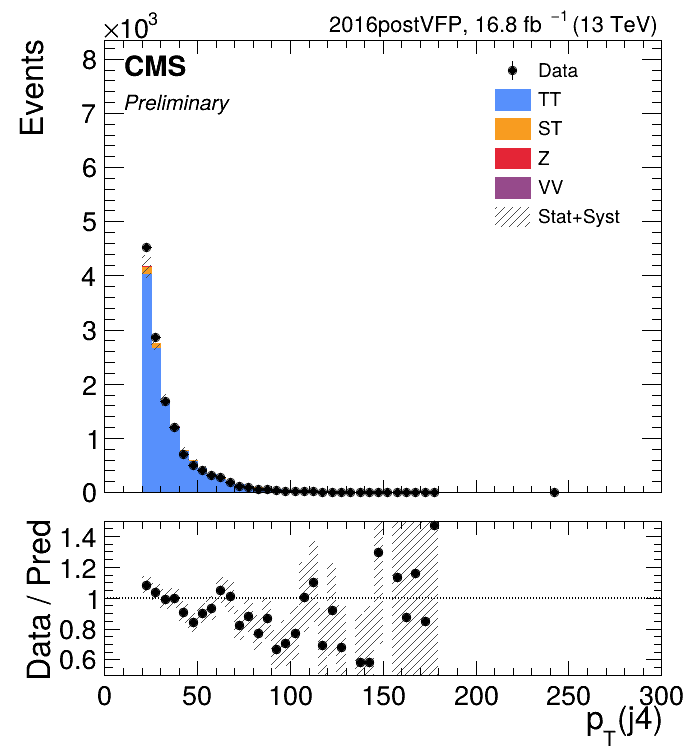 ×10³
2016postVFP, 16.8 fb⁻¹ (13 TeV)
CMS
Preliminary
Events
8
7
6
5
4
3
2
1
0
Data
TT
ST
Z
VV
Stat+Syst
Data / Pred
1.4
1.2
1
0.8
0.6
0 50 100 150 200 250 300
p_T(j4)